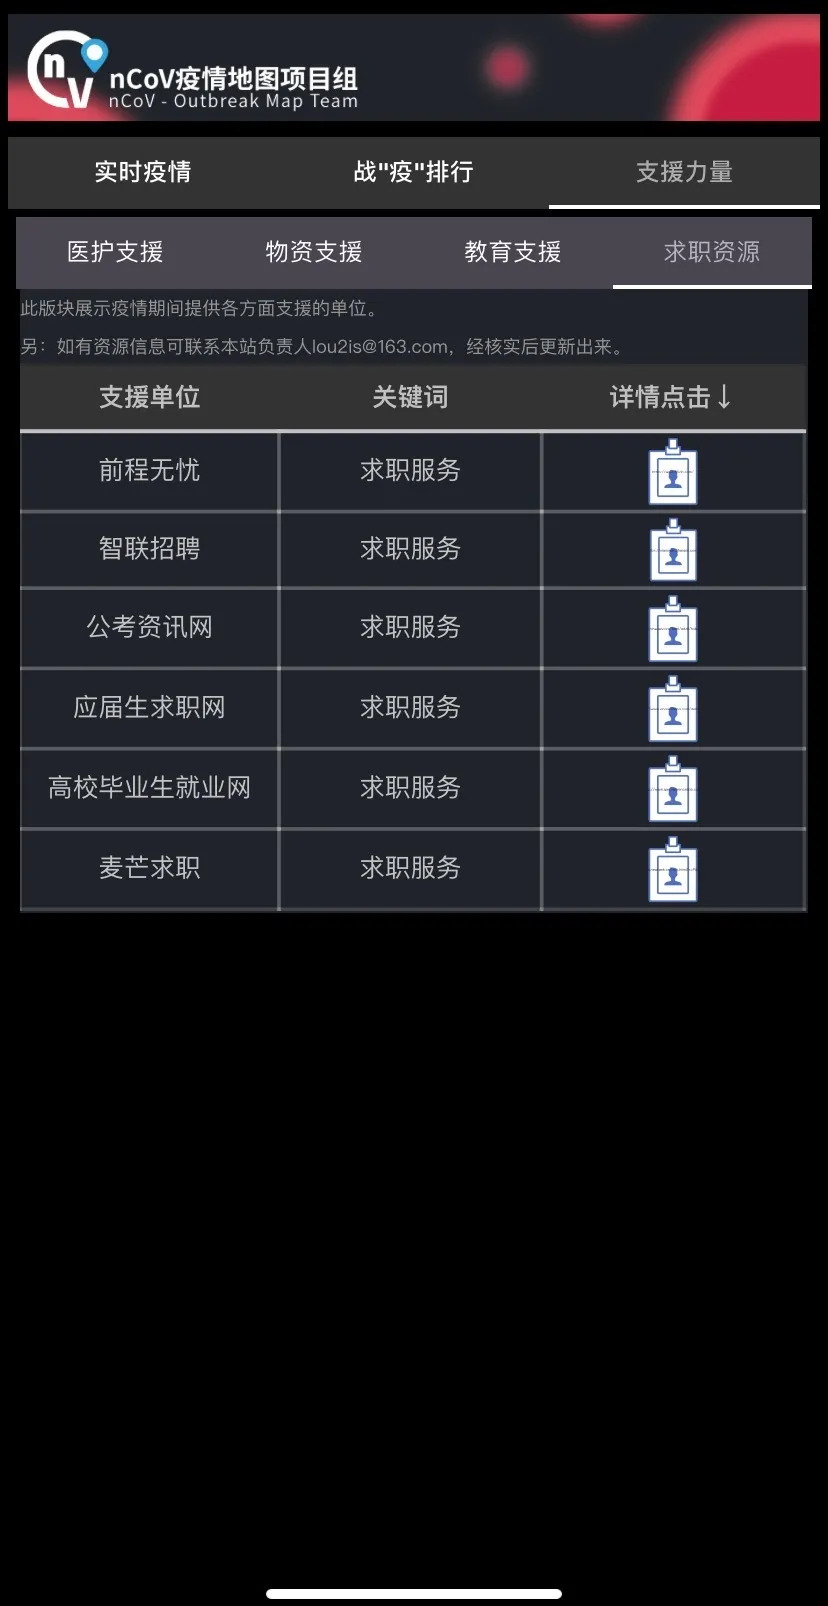 nCoV疫情地图项目组
nCoV - Outbreak Map Team
实时疫情 战"疫"排行 支援力量
医护支援 物资支援 教育支援 求职资源
此版块展示疫情期间提供各方面支援的单位。
另：如有资源信息可联系本站负责人lou2is@163.com，经核实后更新出来。
支援单位 关键词 详情点击↓
前程无忧 求职服务
智联招聘 求职服务
公考资讯网 求职服务
应届生求职网 求职服务
高校毕业生就业网 求职服务
麦芒求职 求职服务